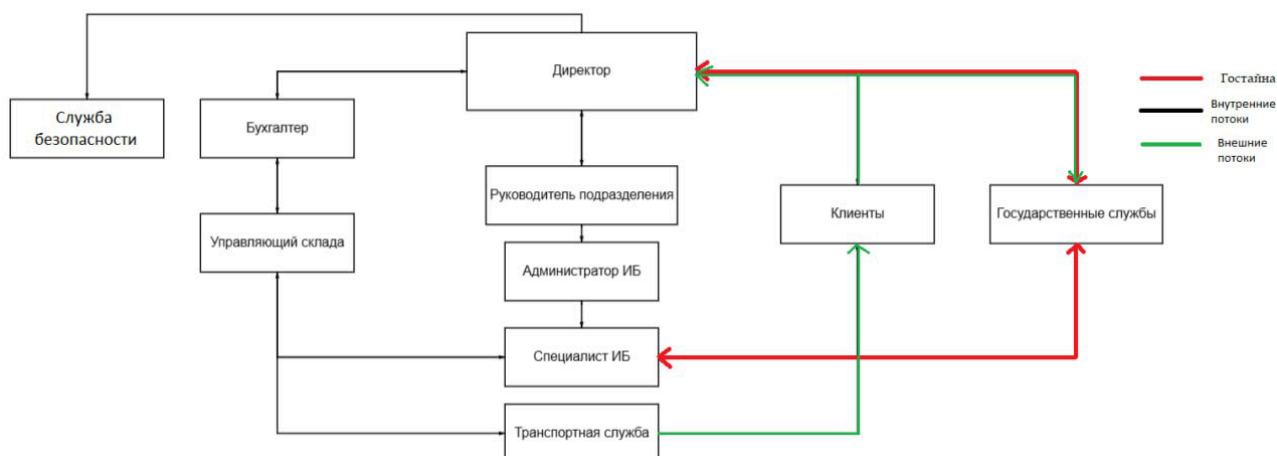 Директор
Служба
безопасности
Бухгалтер
Гостайна
Внутренние
потоки
Внешние
потоки
Руководитель подразделения
Управляющий склада
Клиенты
Государственные службы
Администратор ИБ
Специалист ИБ
Транспортная служба